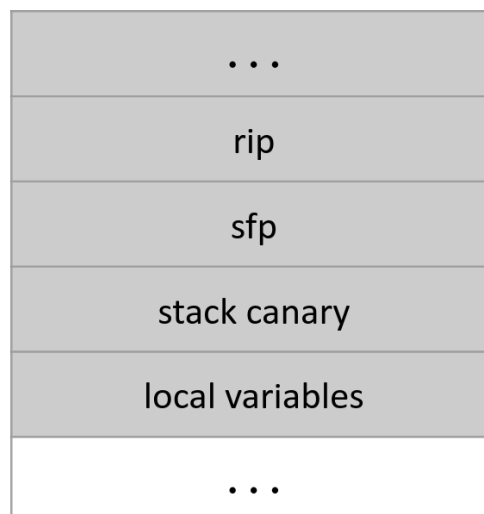 . . .
rip
sfp
stack canary
local variables
. . .